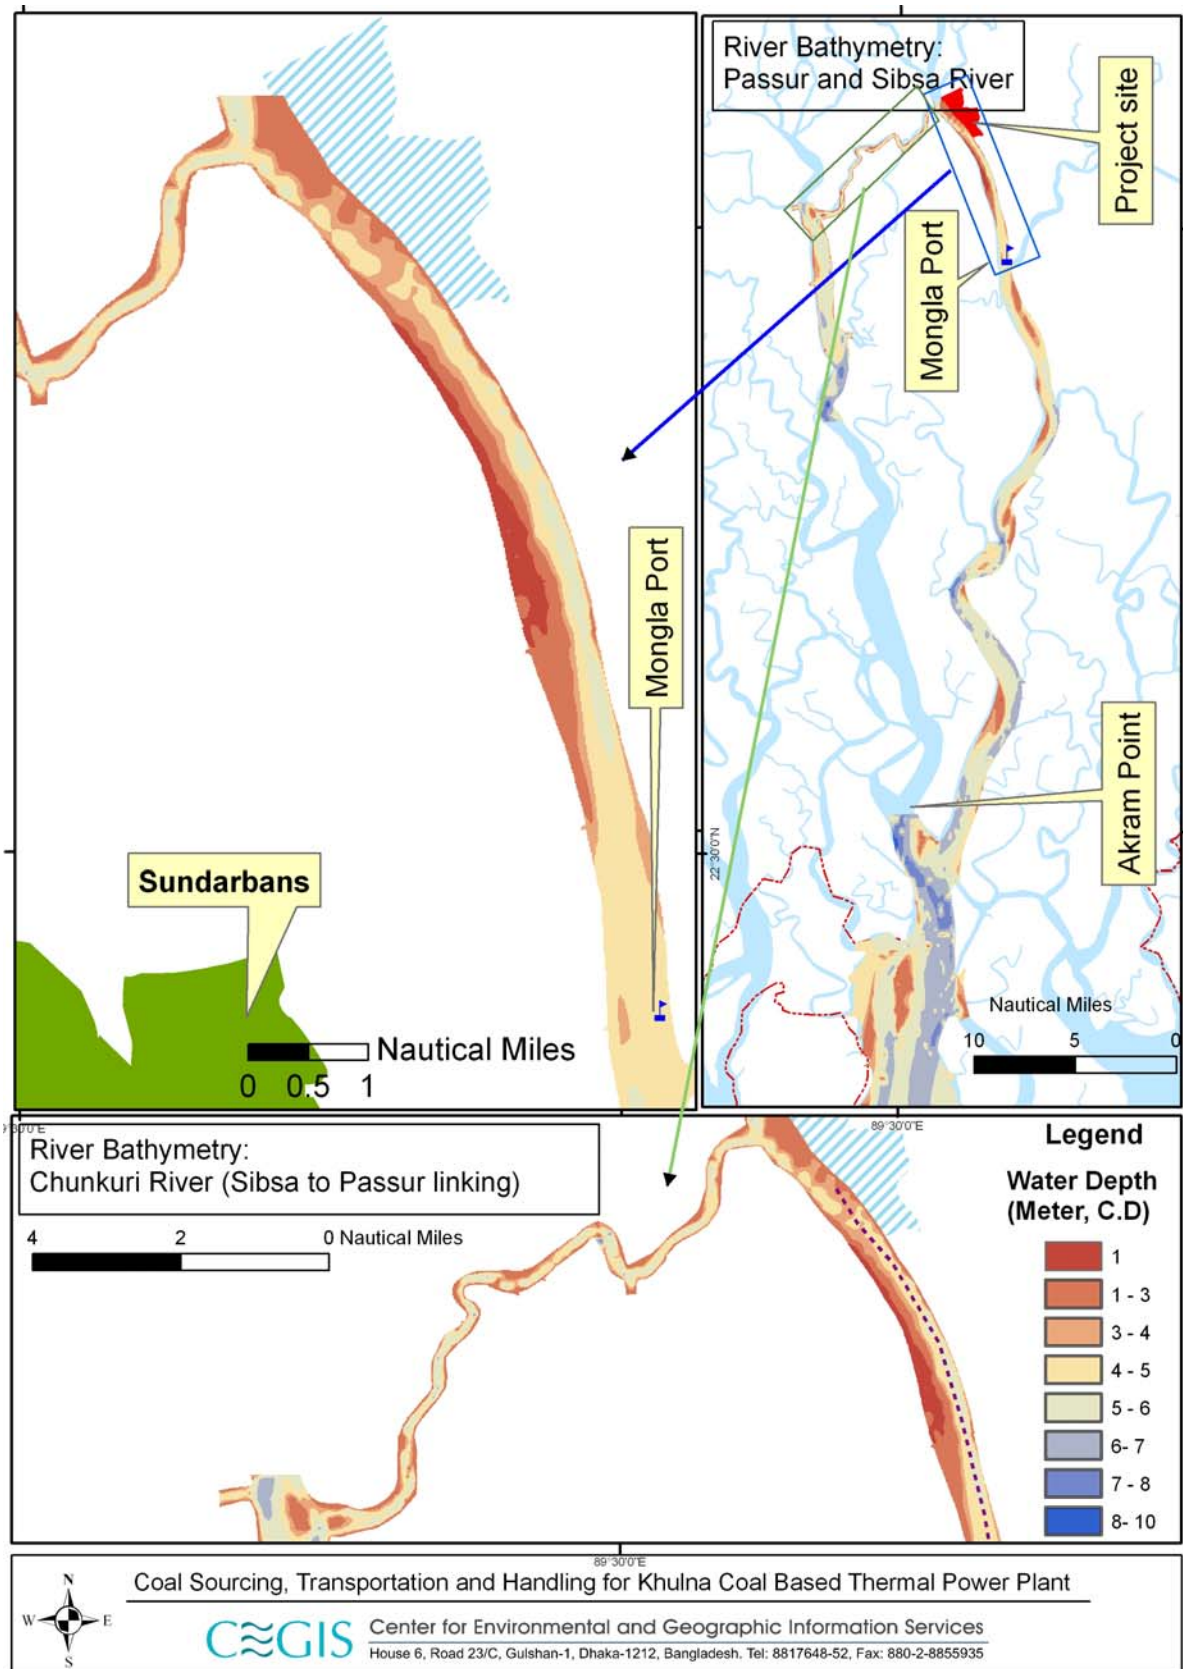 River Bathymetry:
Passur and Sibsa River
Project site
Mongla Port
Mongla Port
Akram Point
22°30'0"N
Sundarbans
Nautical Miles
0 0.5 1
Nautical Miles
10 5 0
89°30'0"E
River Bathymetry:
Chunkuri River (Sibsa to Passur linking)
4 2 0 Nautical Miles
Legend
Water Depth
(Meter, C.D)
1
1 - 3
3 - 4
4 - 5
5 - 6
6- 7
7 - 8
8- 10
89°30'0"E
N
W E
S
Coal Sourcing, Transportation and Handling for Khulna Coal Based Thermal Power Plant
CEGIS
Center for Environmental and Geographic Information Services
House 6, Road 23/C, Gulshan-1, Dhaka-1212, Bangladesh. Tel: 8817648-52, Fax: 880-2-8855935